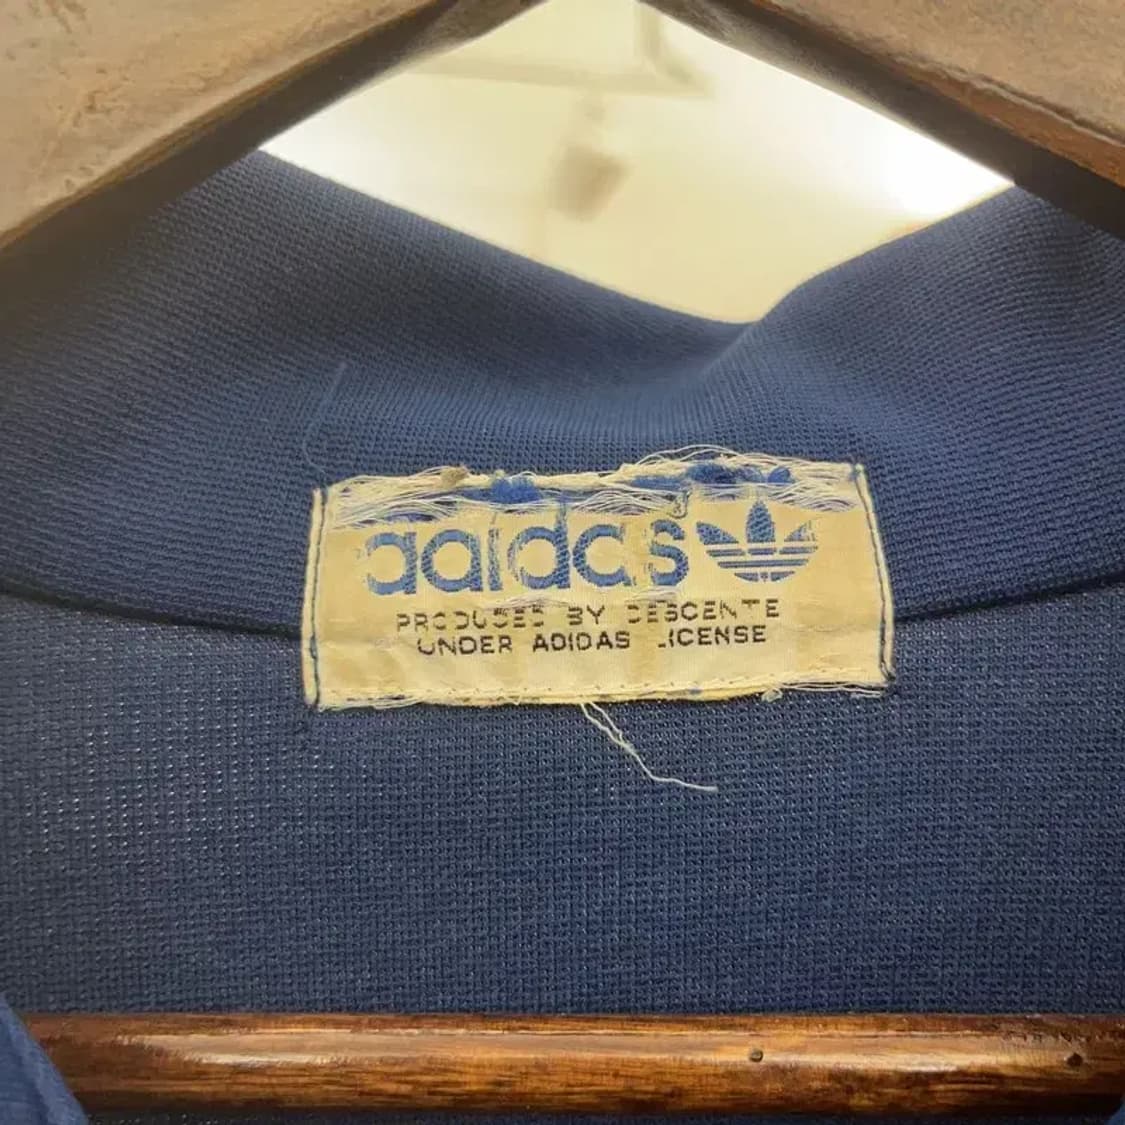 adidas
PRODUCED BY DESCENTE
UNDER ADIDAS LICENSE